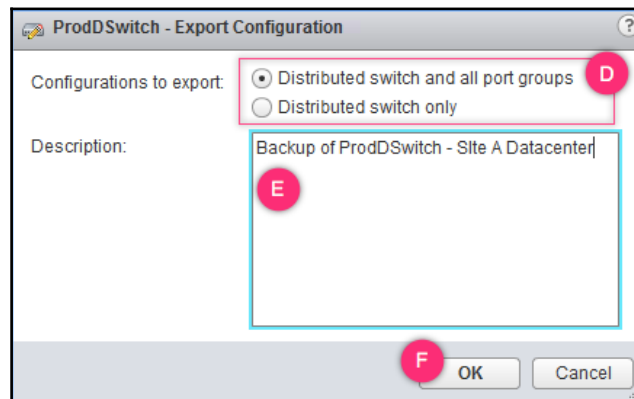 ProdDSwitch - Export Configuration ?
Configurations to export: Distributed switch and all port groups D
Distributed switch only
Description: Backup of ProdDSwitch - SIte A Datacenter
E
F OK Cancel